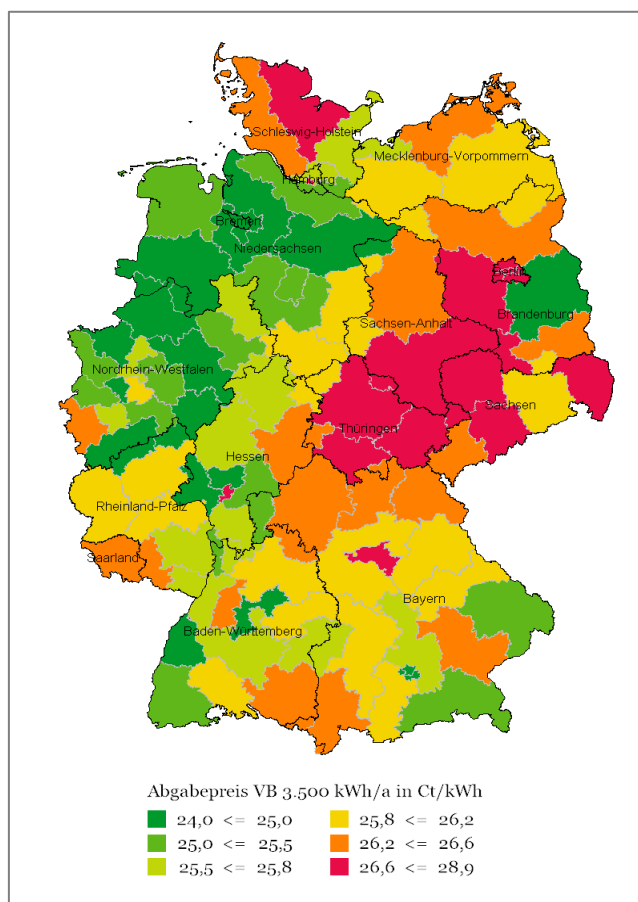 Schleswig-Holstein
Mecklenburg-Vorpommern
Hamburg
Bremen
Niedersachsen
Berlin
Brandenburg
Sachsen-Anhalt
Nordrhein-Westfalen
Sachsen
Thüringen
Hessen
Rheinland-Pfalz
Saarland
Bayern
Baden-Württemberg
Abgabepreis VB 3.500 kWh/a in Ct/kWh
24,0 <= 25,0
25,8 <= 26,2
25,0 <= 25,5
26,2 <= 26,6
25,5 <= 25,8
26,6 <= 28,9